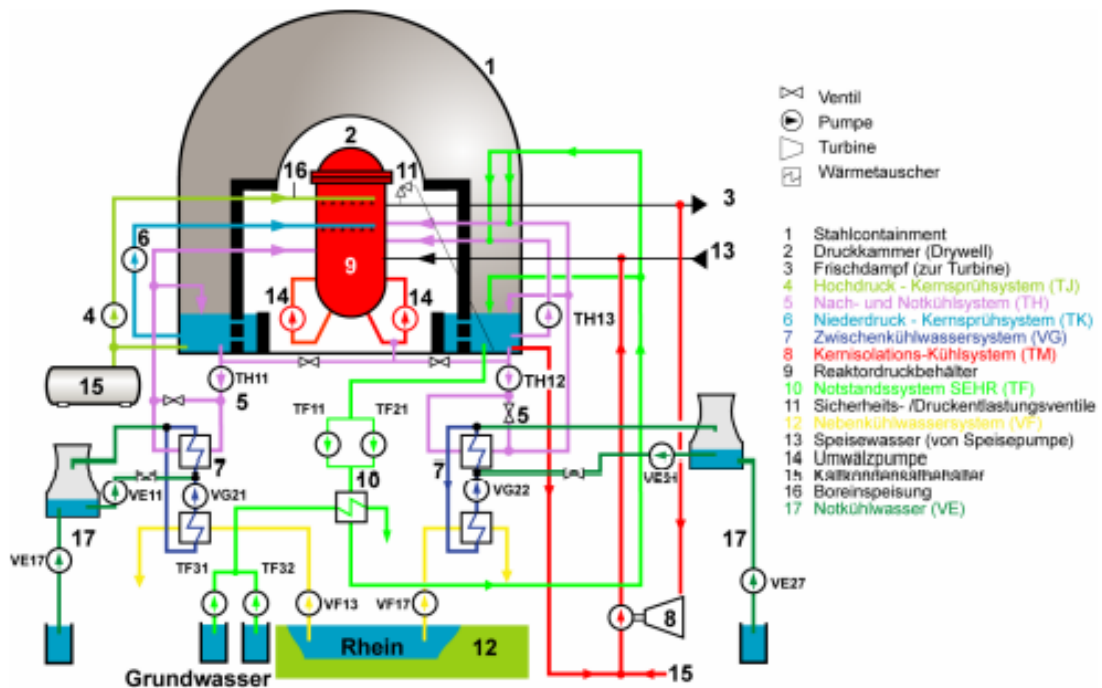 1
2
16
11
3
6
13
9
14
14
4
TH13
15
TH11
TH12
5
5
TF11
TF21
7
7
10
VE11
VG21
VG22
17
17
VE17
TF31
TF32
VF13
VF17
VE27
8
Rhein
12
15
Grundwasser
Ventil
Pumpe
Turbine
Wärmetauscher
1 Stahlcontainment
2 Druckkammer (Drywell)
3 Frischdampf (zur Turbine)
4 Hochdruck - Kernsprühsystem (TJ)
5 Nach- und Notkühlsystem (TH)
6 Niederdruck - Kernsprühsystem (TK)
7 Zwischenkühlwassersystem (VG)
8 Kernisolations-Kühlsystem (TM)
9 Reaktordruckbehälter
10 Notstandssystem SEHR (TF)
11 Sicherheits- /Druckentlastungsventile
12 Nebenkühlwassersystem (VF)
13 Speisewasser (von Speisepumpe)
14 Umwälzpumpe
15 Kaltkondensatbehälter
16 Boreinspeisung
17 Notkühlwasser (VE)